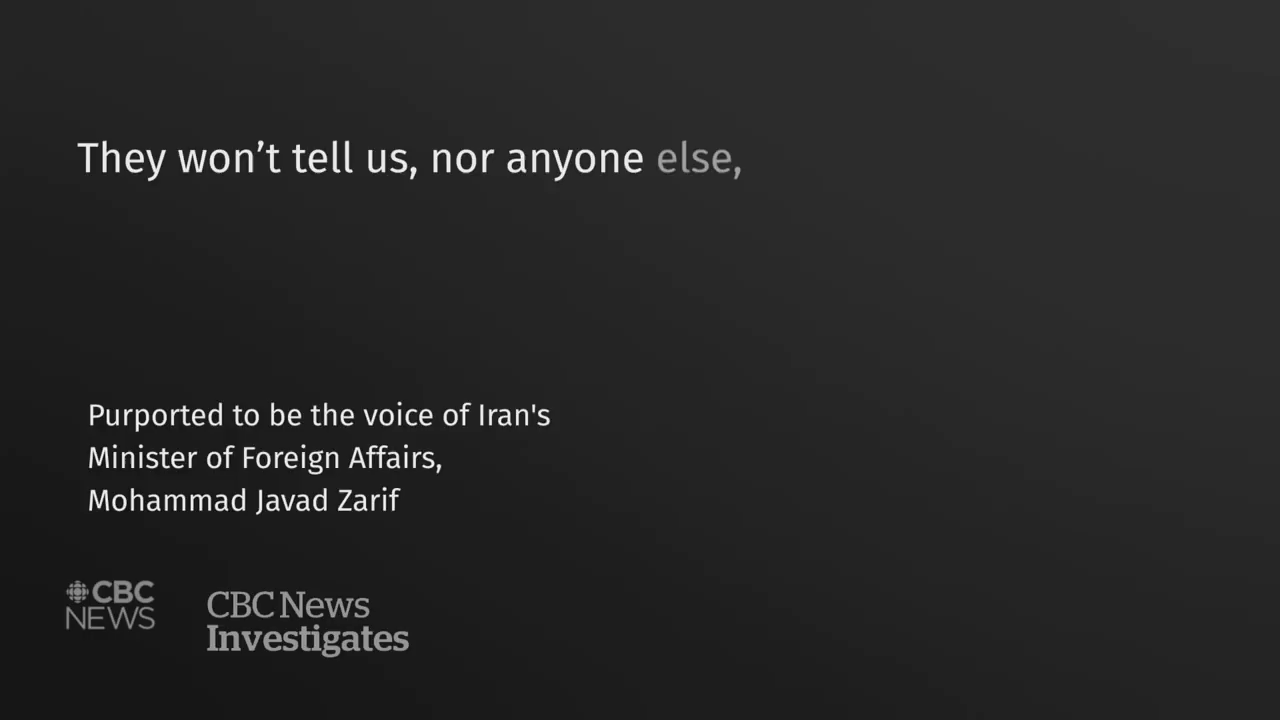 They won’t tell us, nor anyone else,
Purported to be the voice of Iran's
Minister of Foreign Affairs,
Mohammad Javad Zarif
CBC
NEWS
CBC News
Investigates